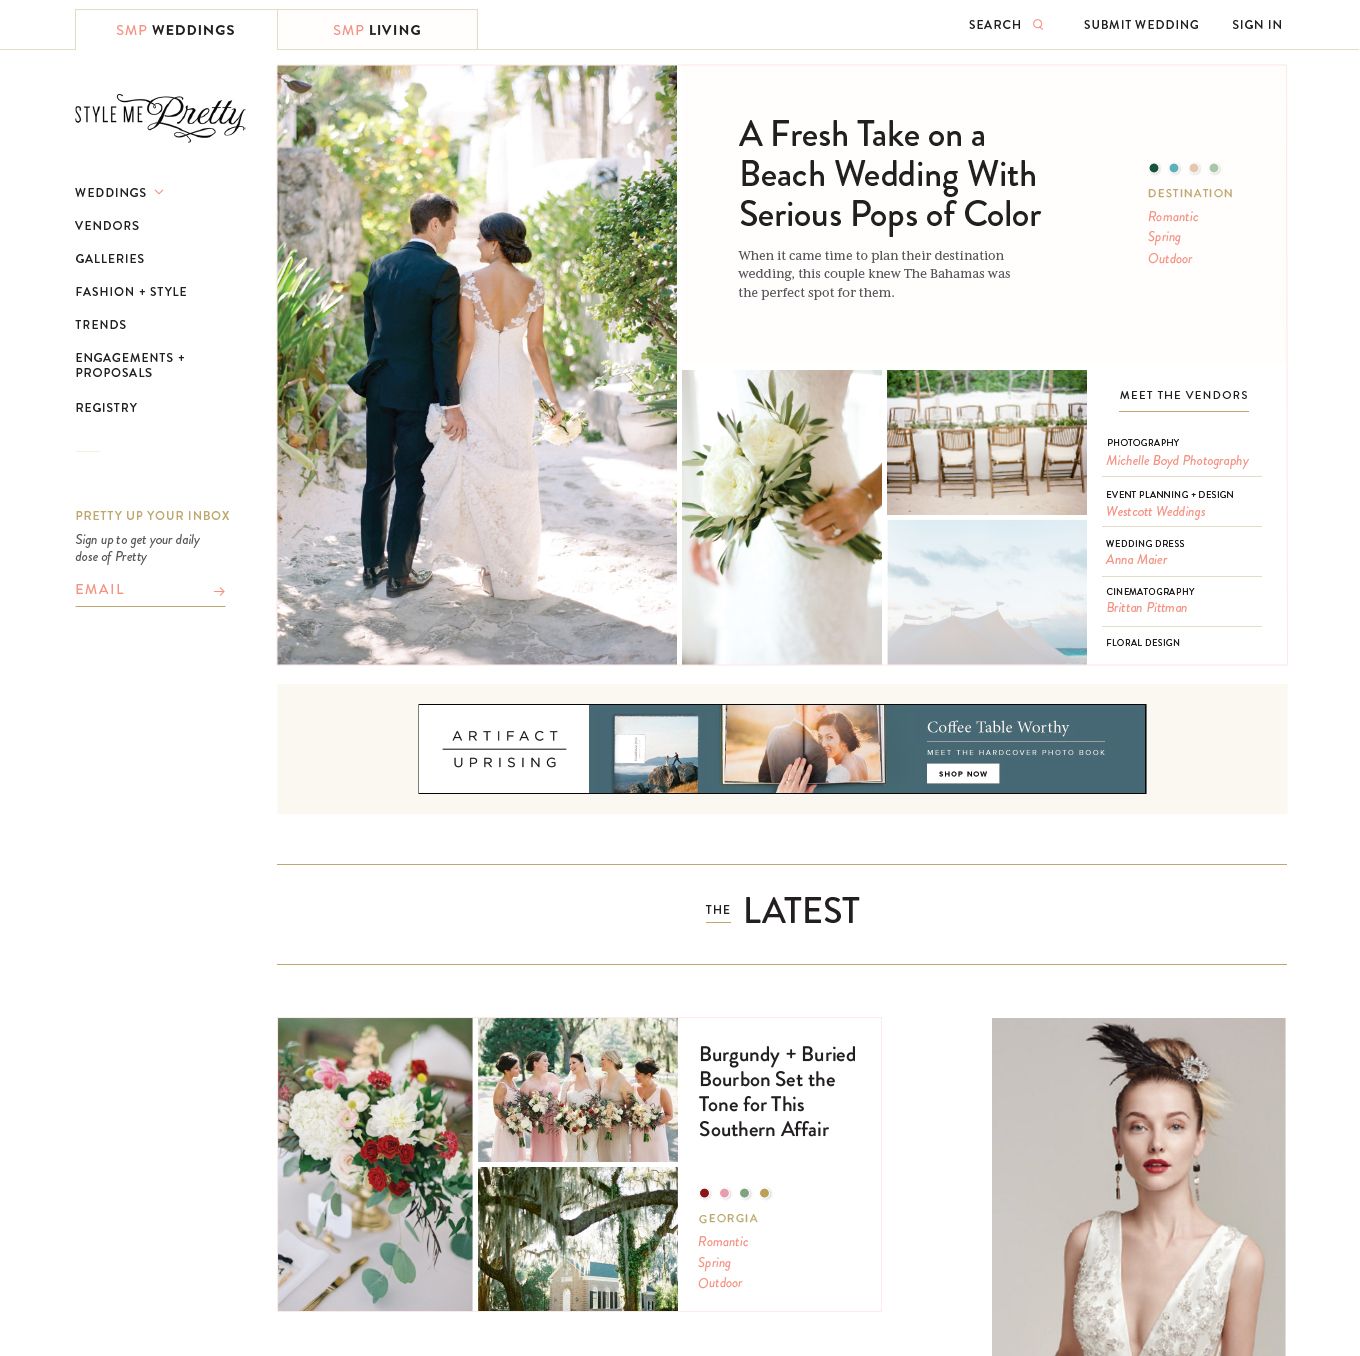 SMP WEDDINGS
SMP LIVING
SEARCH
SUBMIT WEDDING
SIGN IN
STYLE ME Pretty
WEDDINGS
VENDORS
GALLERIES
FASHION + STYLE
TRENDS
ENGAGEMENTS +
PROPOSALS
REGISTRY
PRETTY UP YOUR INBOX
Sign up to get your daily
dose of Pretty
EMAIL
A Fresh Take on a
Beach Wedding With
Serious Pops of Color
When it came time to plan their destination
wedding, this couple knew The Bahamas was
the perfect spot for them.
DESTINATION
Romantic
Spring
Outdoor
MEET THE VENDORS
PHOTOGRAPHY
Michelle Boyd Photography
EVENT PLANNING + DESIGN
Westcott Weddings
WEDDING DRESS
Anna Maier
CINEMATOGRAPHY
Brittan Pittman
FLORAL DESIGN
ARTIFACT
UPRISING
Coffee Table Worthy
MEET THE HARDCOVER PHOTO BOOK
SHOP NOW
THE LATEST
Burgundy + Buried
Bourbon Set the
Tone for This
Southern Affair
GEORGIA
Romantic
Spring
Outdoor